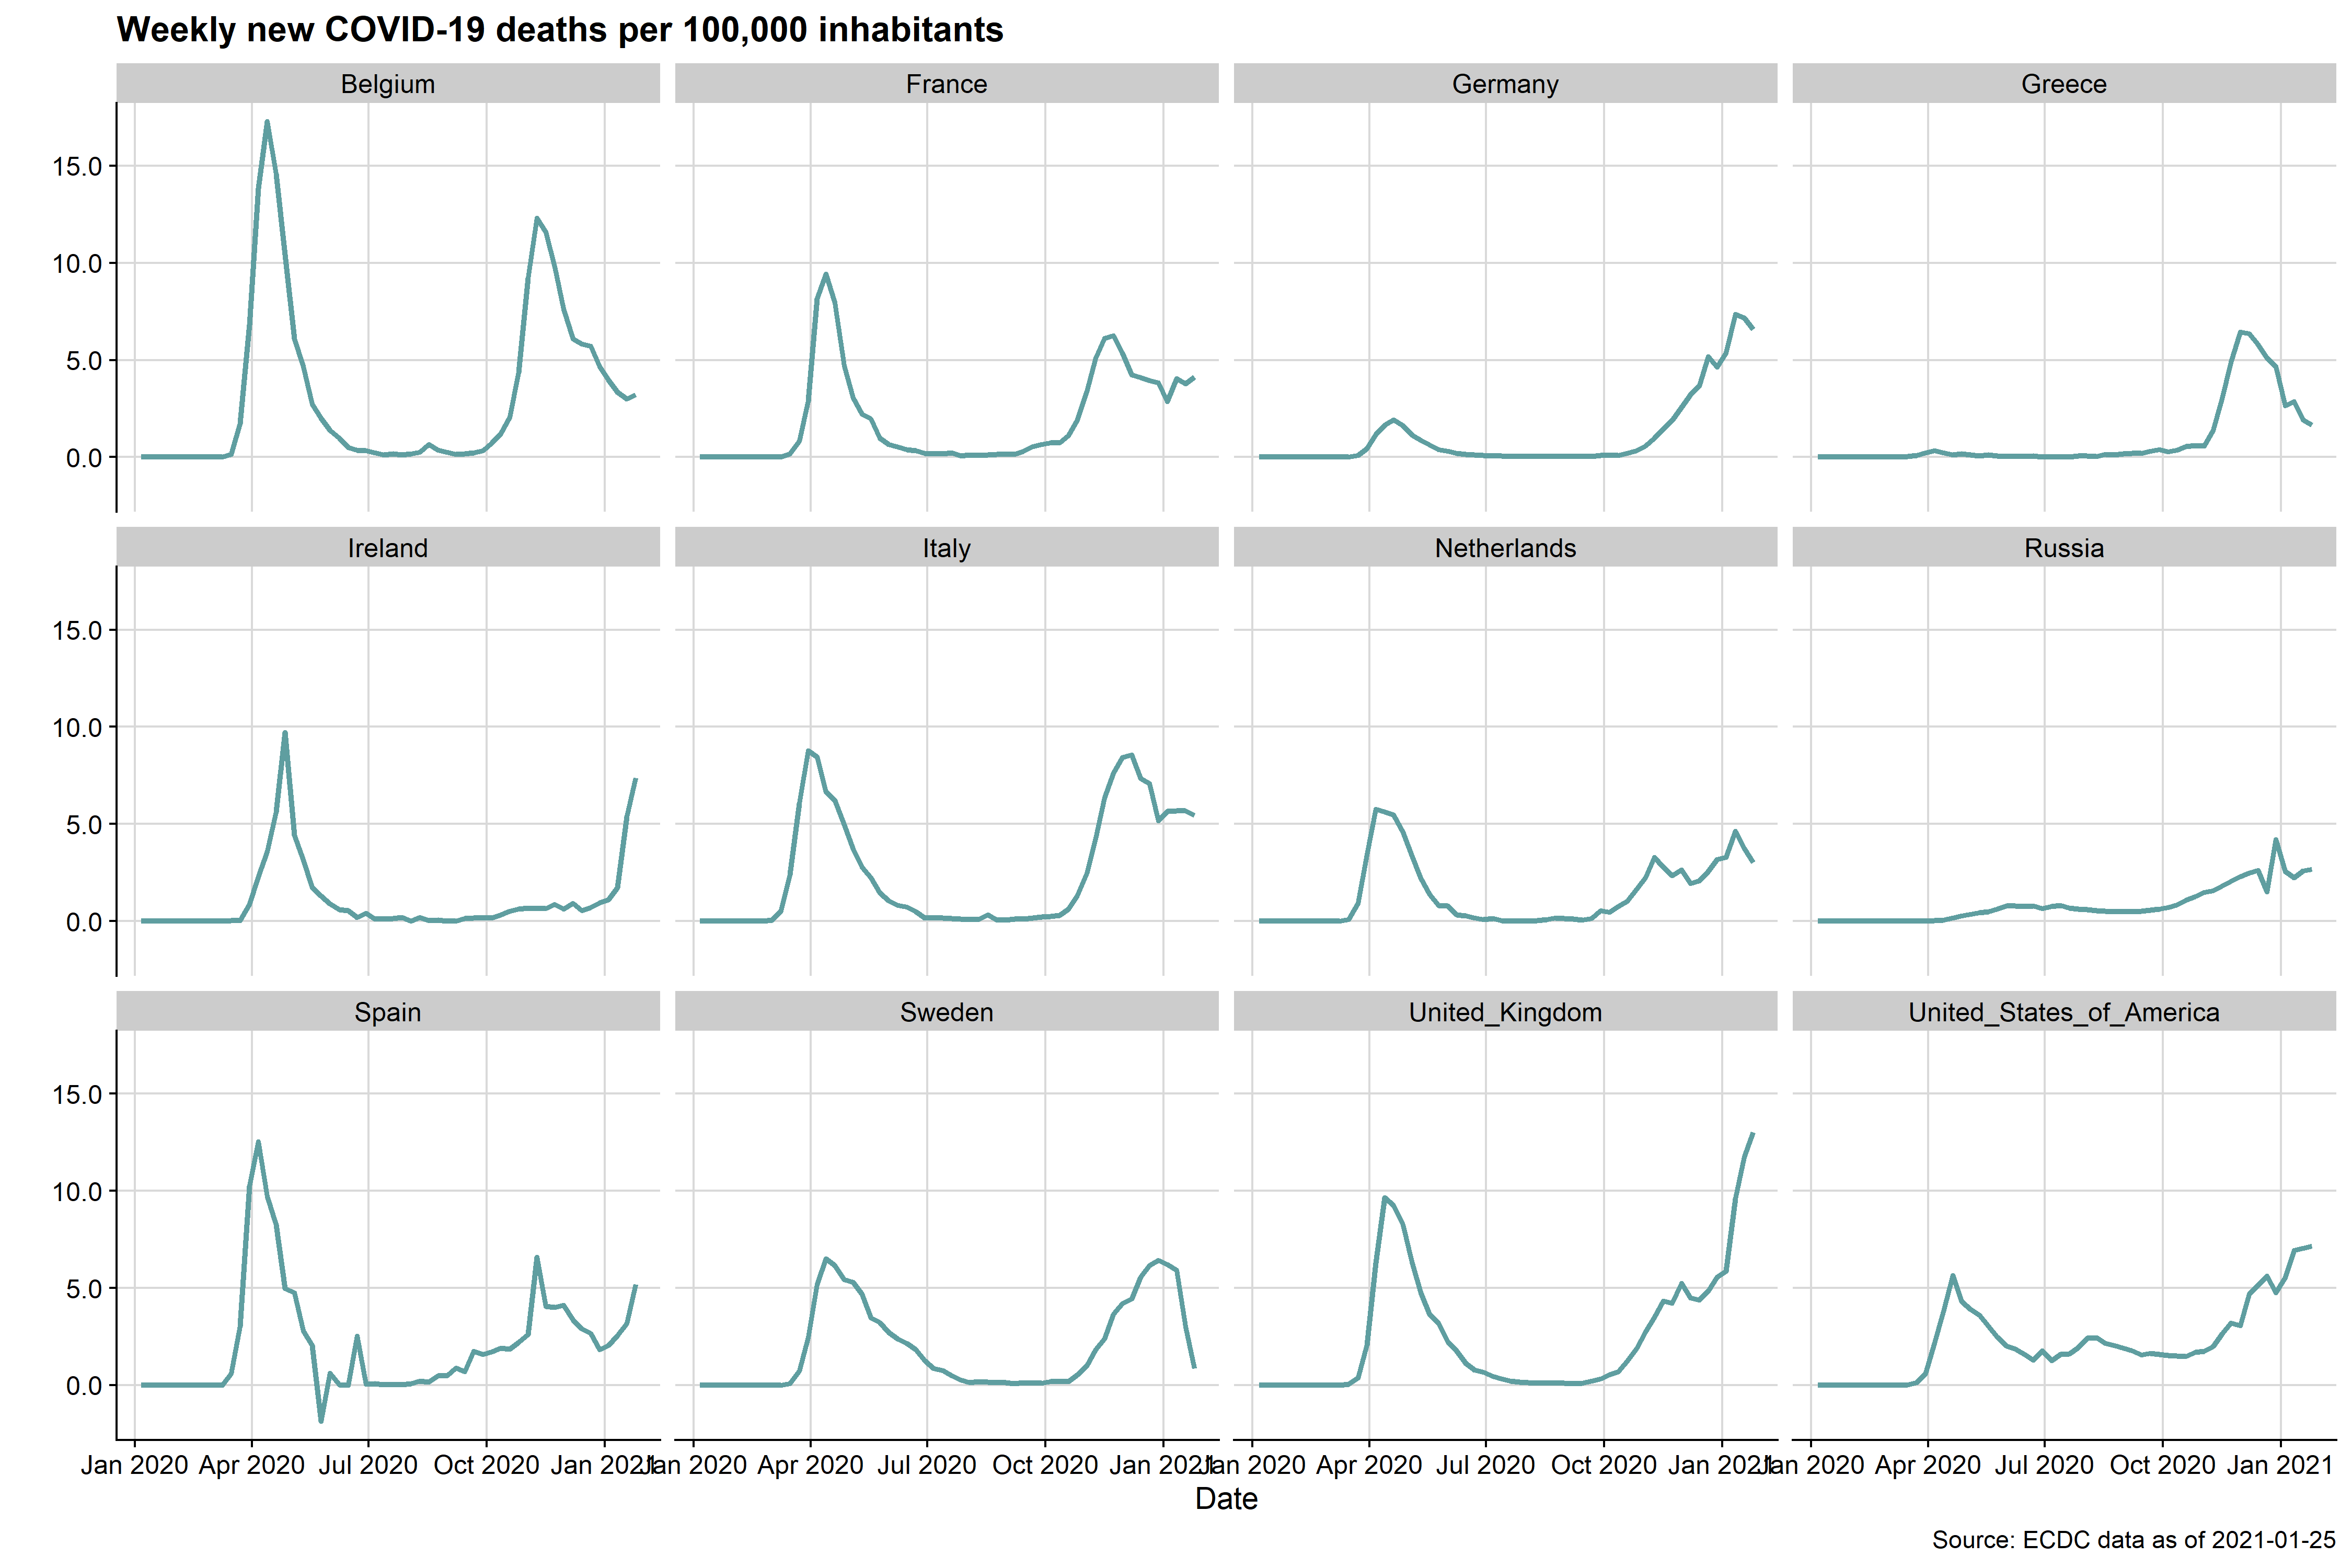 Weekly new COVID-19 deaths per 100,000 inhabitants
Belgium France Germany Greece
15.0
10.0
5.0
0.0
Ireland Italy Netherlands Russia
15.0
10.0
5.0
0.0
Spain Sweden United_Kingdom United_States_of_America
15.0
10.0
5.0
0.0
Jan 2020 Apr 2020 Jul 2020 Oct 2020 Jan 2021 Jan 2020 Apr 2020 Jul 2020 Oct 2020 Jan 2021 Jan 2020 Apr 2020 Jul 2020 Oct 2020 Jan 2021 Jan 2020 Apr 2020 Jul 2020 Oct 2020 Jan 2021
Date
Source: ECDC data as of 2021-01-25